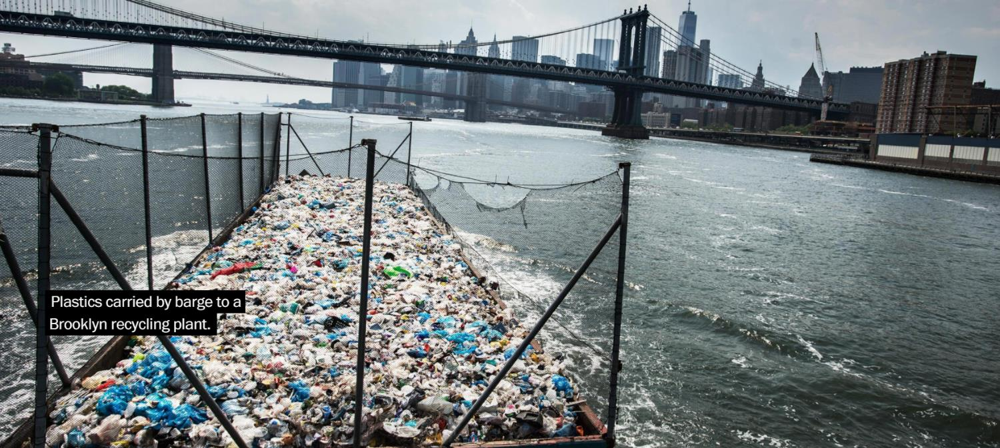 Plastics carried by barge to a
Brooklyn recycling plant.